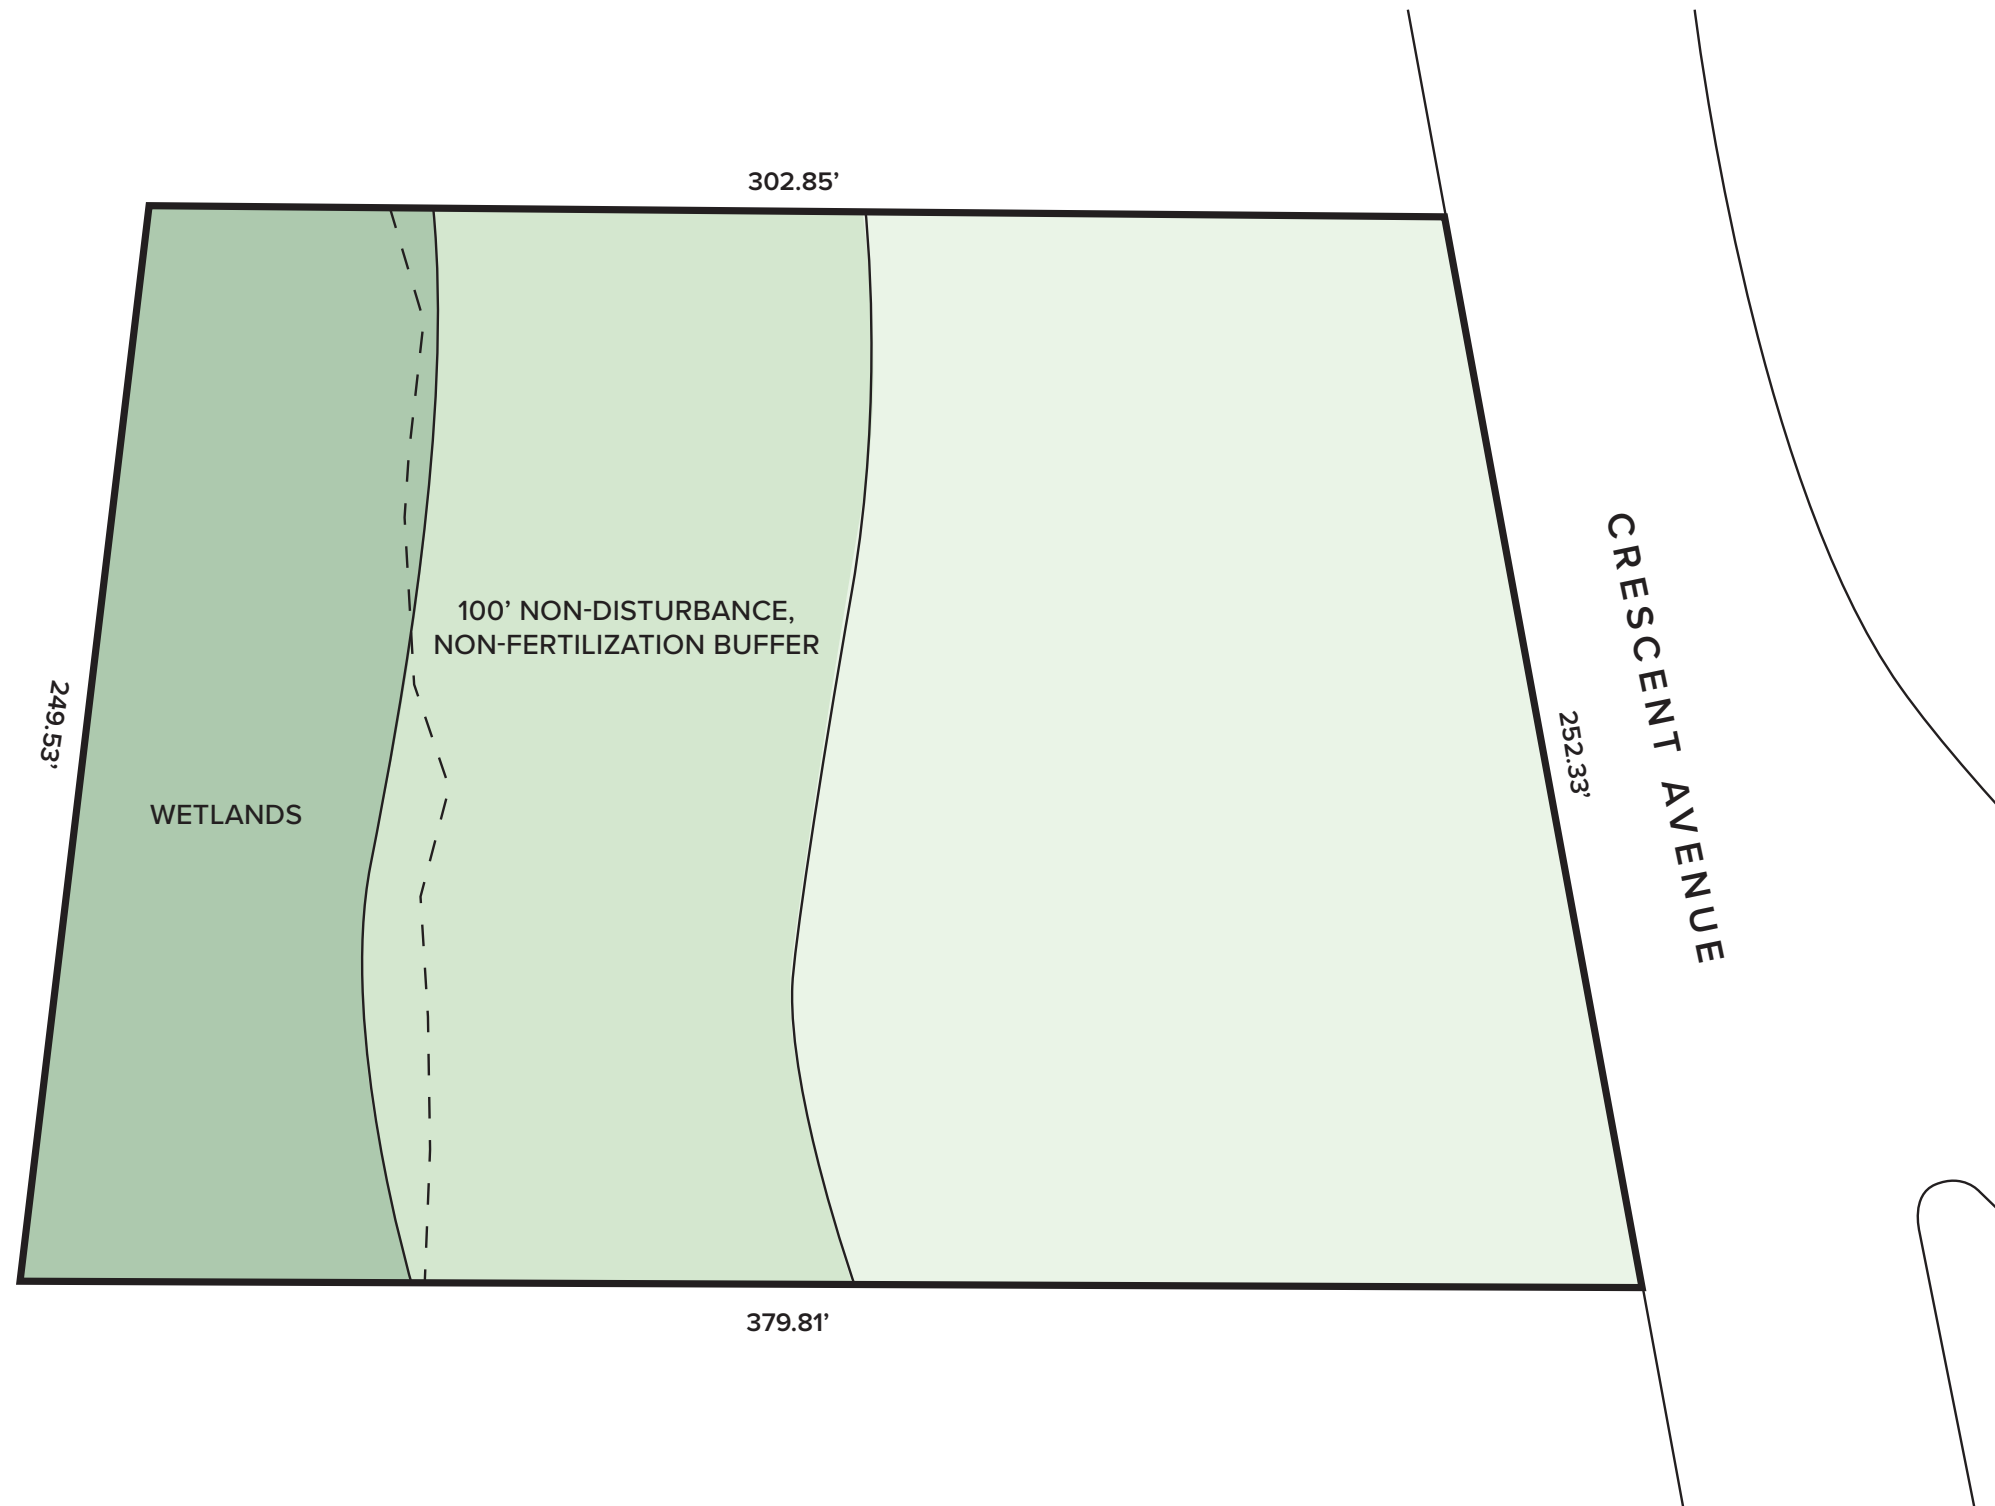 302.85’
100’ NON-DISTURBANCE,
NON-FERTILIZATION BUFFER
249.53’
WETLANDS
252.33’
CRESCENT AVENUE
379.81’